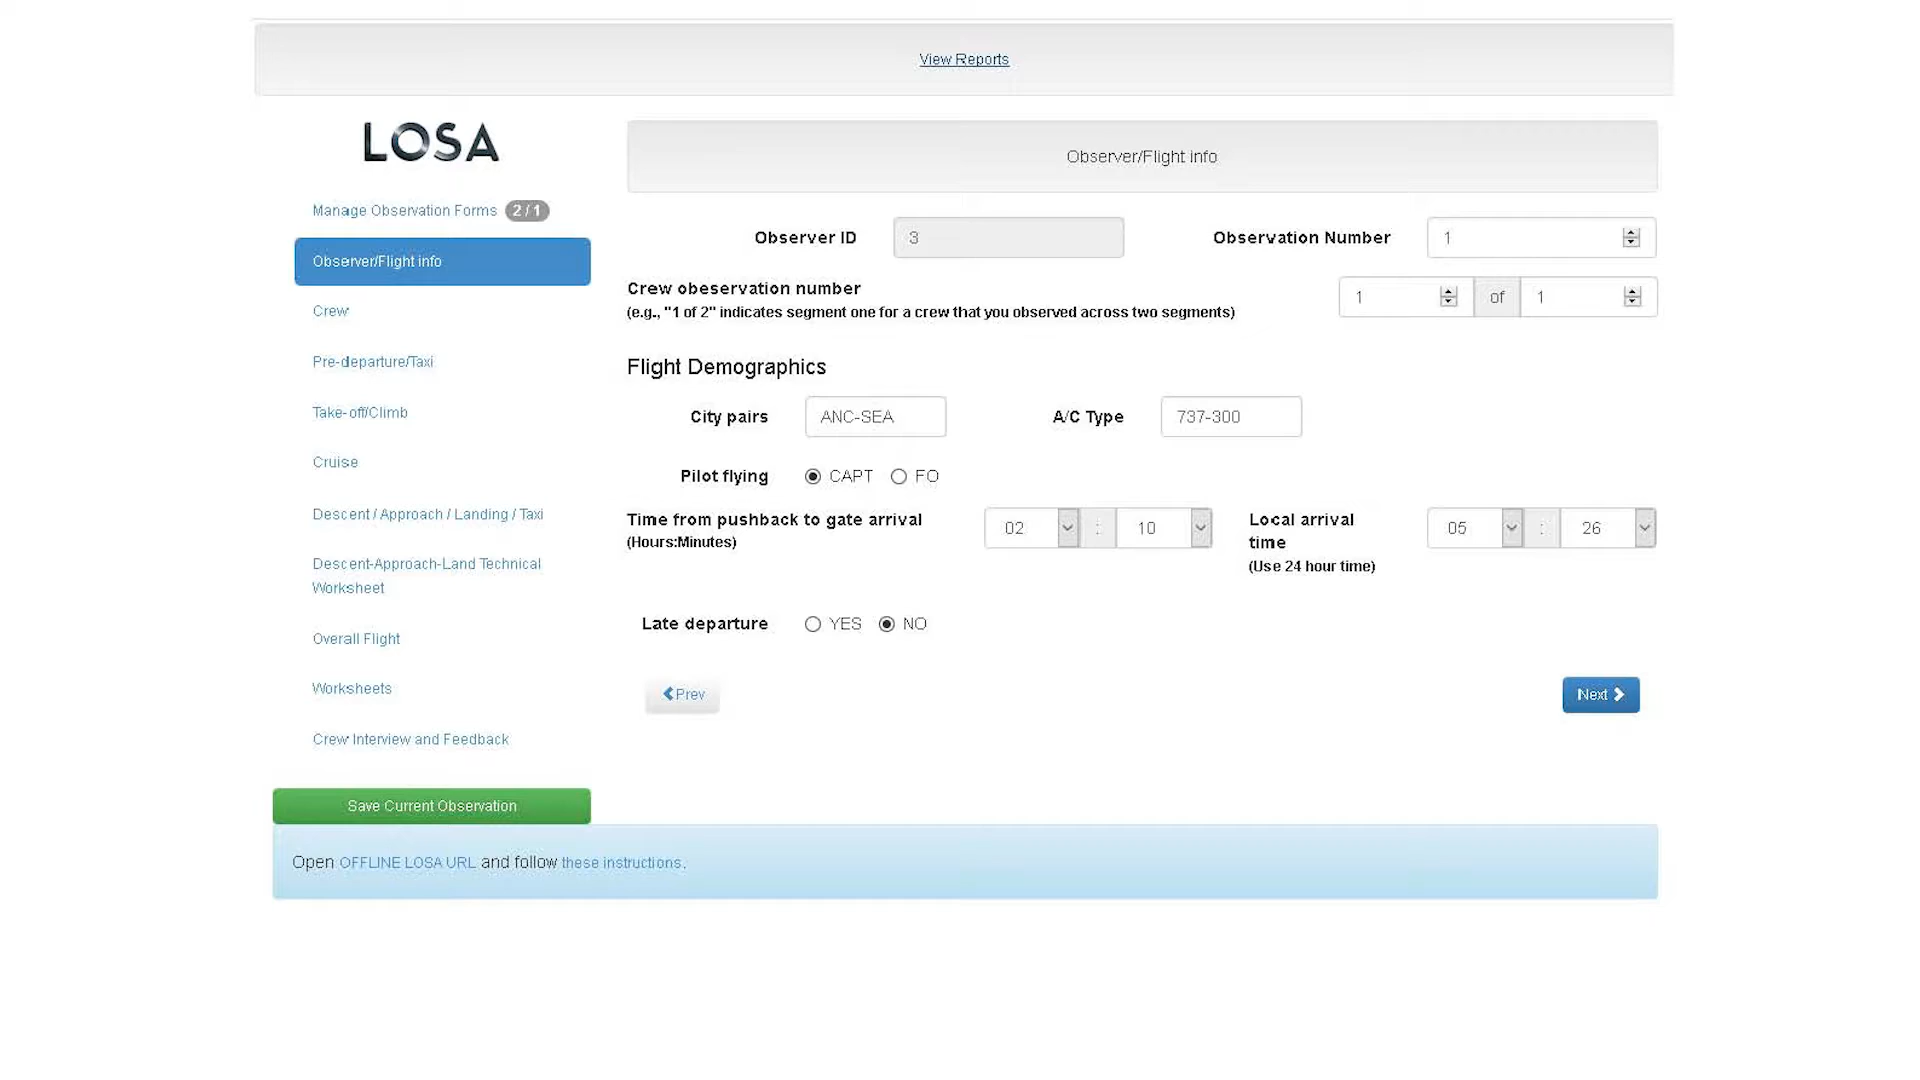 View Reports
LOSA
Manage Observation Forms 2 / 1
Observer/Flight info
Crew
Pre-departure/Taxi
Take-off/Climb
Cruise
Descent / Approach / Landing / Taxi
Descent-Approach-Land Technical
Worksheet
Overall Flight
Worksheets
Crew Interview and Feedback
Save Current Observation
Observer/Flight info
Observer ID 3 Observation Number 1
Crew obeservation number
(e.g., "1 of 2" indicates segment one for a crew that you observed across two segments)
1 of 1
Flight Demographics
City pairs ANC-SEA A/C Type 737-300
Pilot flying CAPT FO
Time from pushback to gate arrival
(Hours:Minutes)
02 : 10
Local arrival
time
(Use 24 hour time)
05 : 26
Late departure YES NO
Prev Next
Open OFFLINE LOSA URL and follow these instructions.